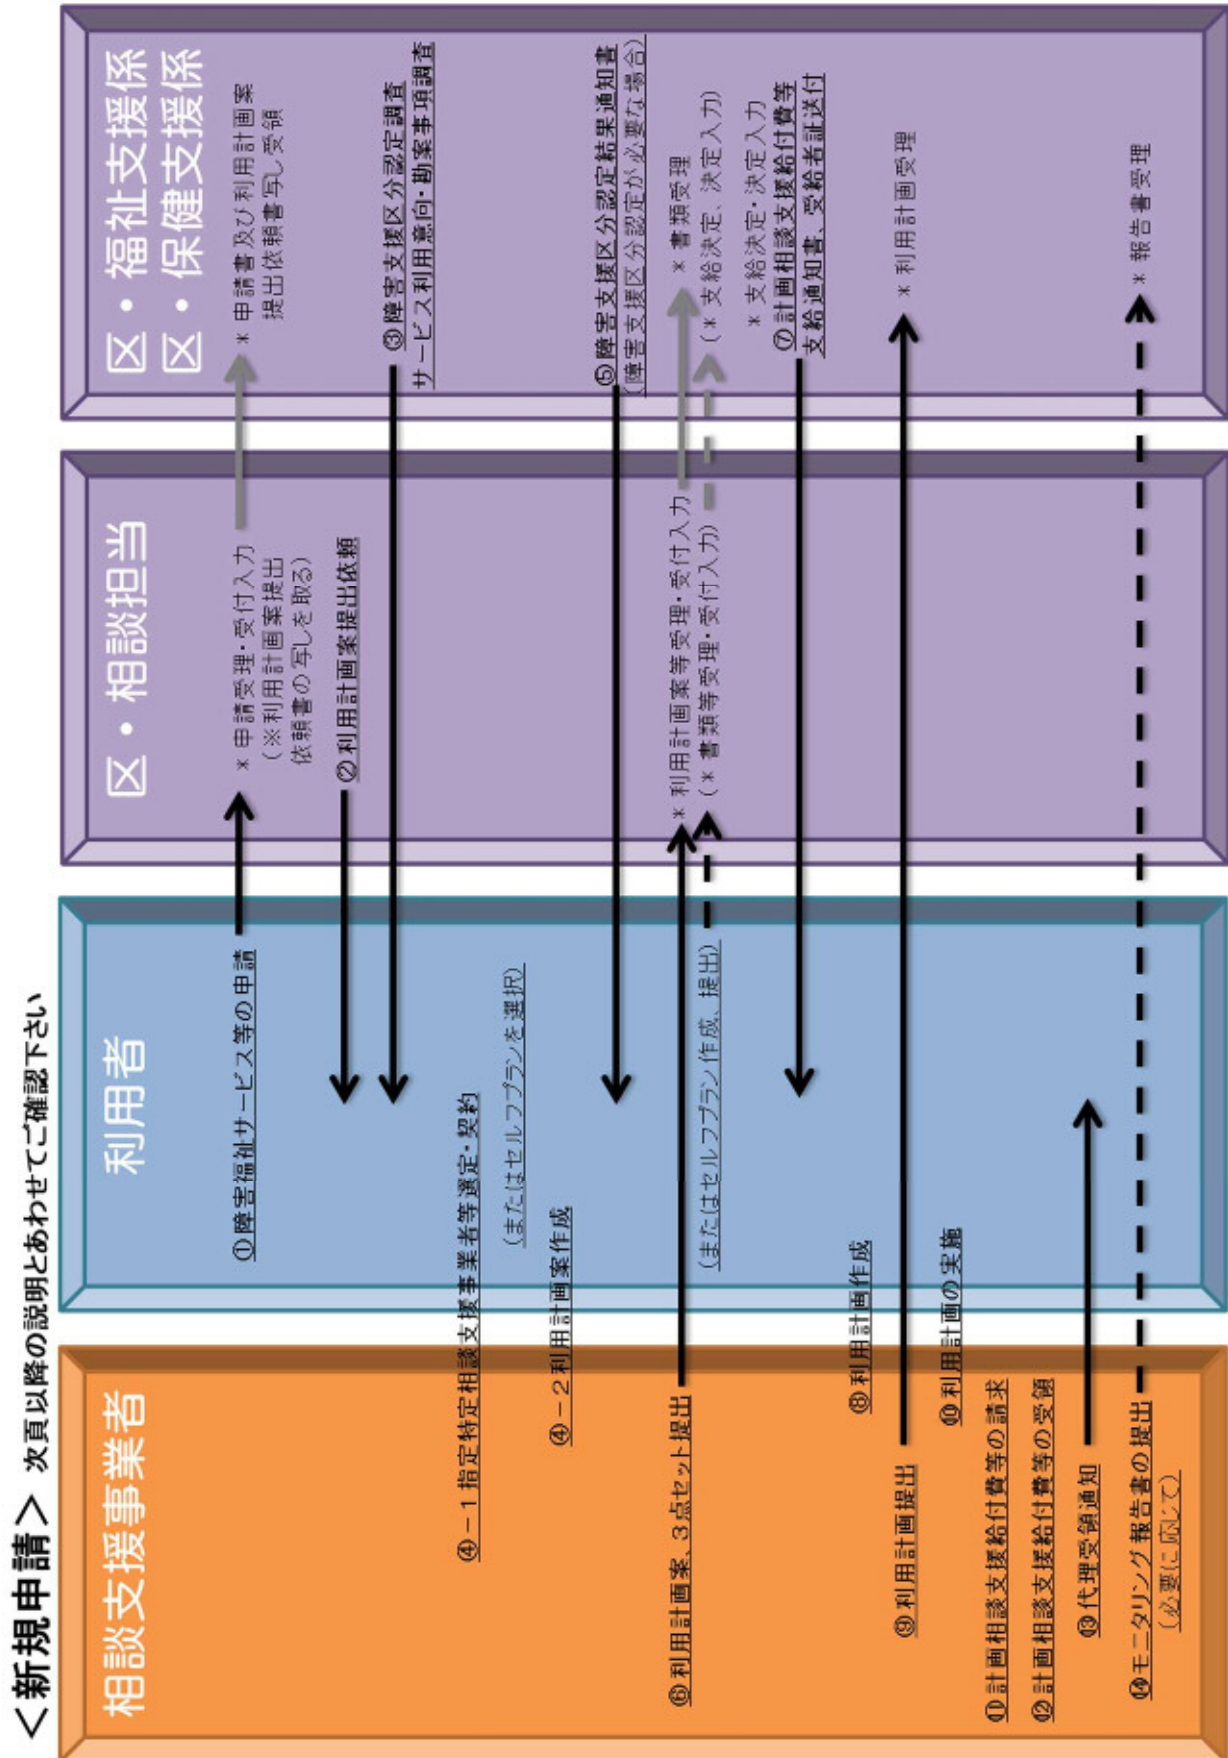 ＜新規申請＞ 次頁以降の説明とあわせてご確認下さい
相談支援事業者
利用者
区・相談担当
区・福祉支援係
区・保健支援係
①障害福祉サービス等の申請
＊申請受理・受付入力
（※利用計画案提出
依頼書の写しを取る）
＊申請書及び利用計画案
提出依頼書写し受領
②利用計画案提出依頼
③障害支援区分認定調査
サービス利用意向・勘案事項調査
④－１指定特定相談支援事業者等選定・契約
（またはセルフプランを選択）
④－２利用計画案作成
⑤障害支援区分認定結果通知書
（障害支援区分認定が必要な場合）
⑥利用計画案、３点セット提出
＊利用計画案等受理・受付入力
＊書類受理
（またはセルフプラン作成、提出）
（＊書類等受理・受付入力）
（＊支給決定、決定入力）
＊支給決定・決定入力
⑦計画相談支援給付費等
支給通知書、受給者証送付
⑧利用計画作成
⑨利用計画提出
＊利用計画受理
⑩利用計画の実施
⑪計画相談支援給付費等の請求
⑫計画相談支援給付費等の受領
⑬代理受領通知
⑭モニタリング報告書の提出
（必要に応じて）
＊報告書受理